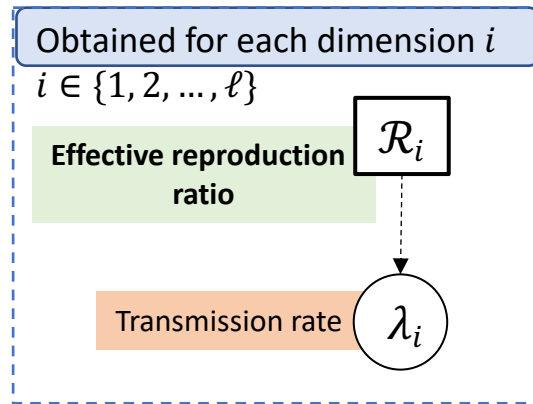 Obtained for each dimension 𝑖
𝑖 ∈ {1, 2, … , ℓ}
Effective reproduction
ratio
ℛᵢ
Transmission rate
λᵢ